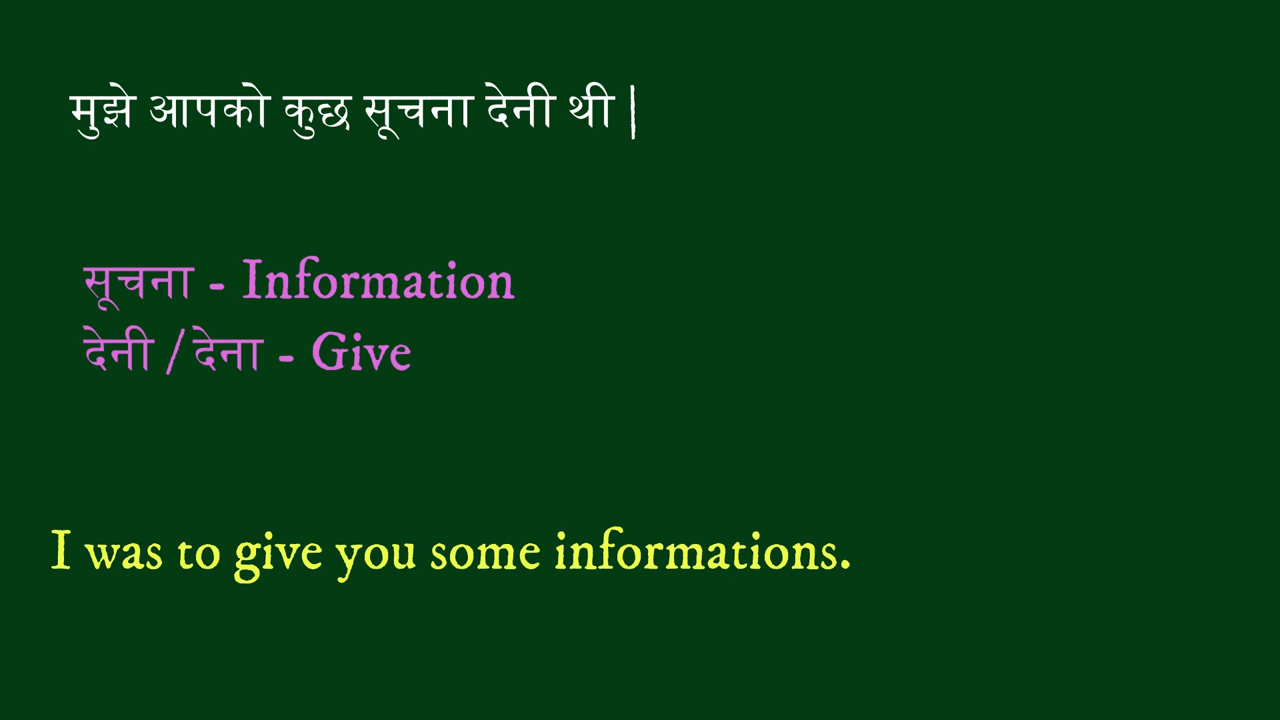 मुझे आपको कुछ सूचना देनी थी |
सूचना - Information
देनी / देना - Give
I was to give you some informations.